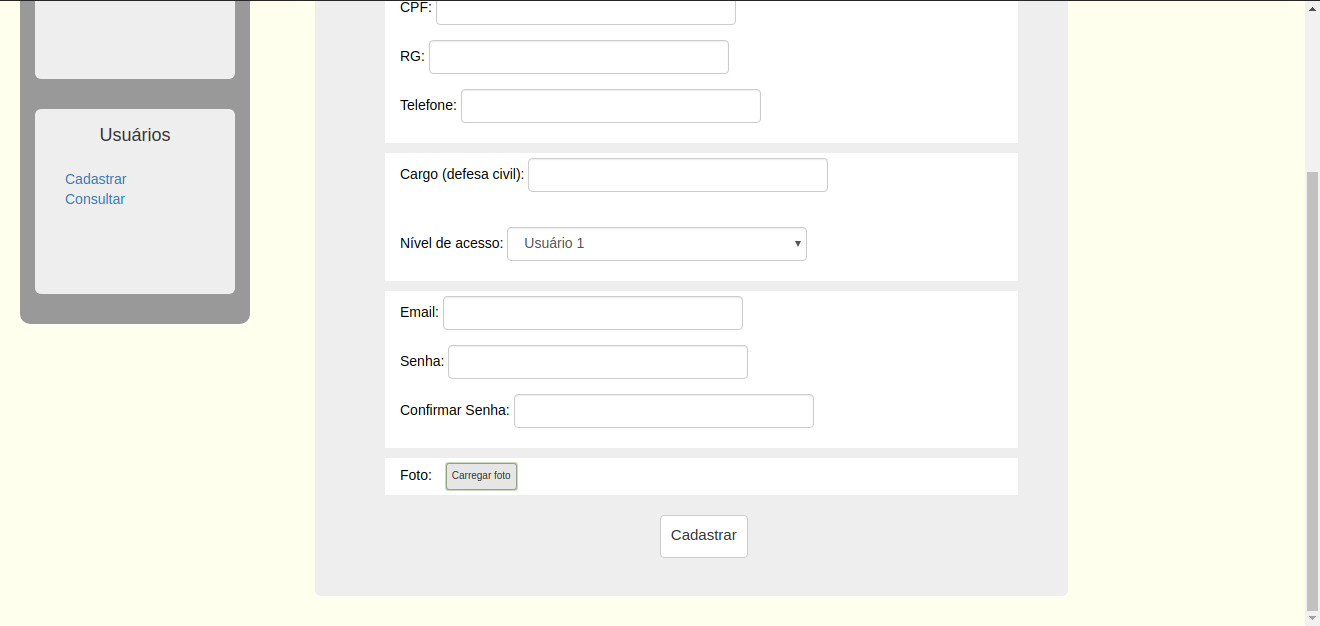 Usuários
Cadastrar
Consultar
CPF:
RG:
Telefone:
Cargo (defesa civil):
Nível de acesso: Usuário 1
Email:
Senha:
Confirmar Senha:
Foto: Carregar foto
Cadastrar